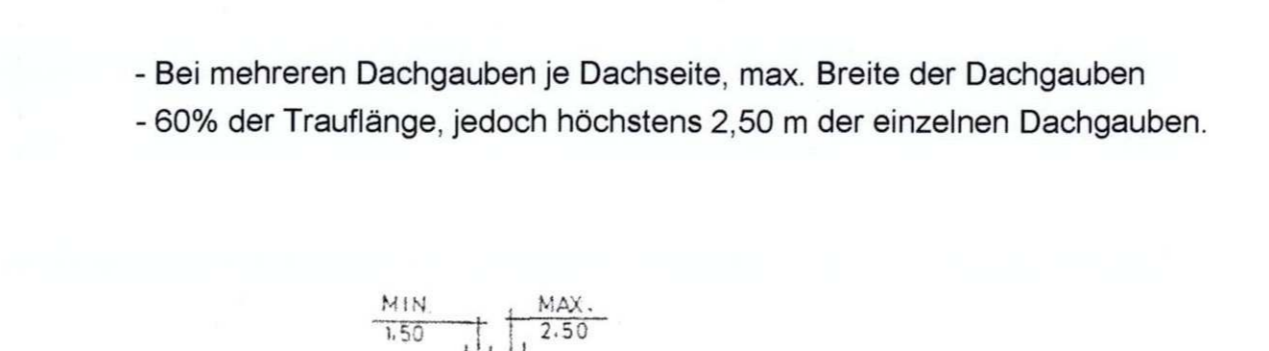 - Bei mehreren Dachgauben je Dachseite, max. Breite der Dachgauben
- 60% der Trauflänge, jedoch höchstens 2,50 m der einzelnen Dachgauben.
MIN. MAX.
1.50 2.50